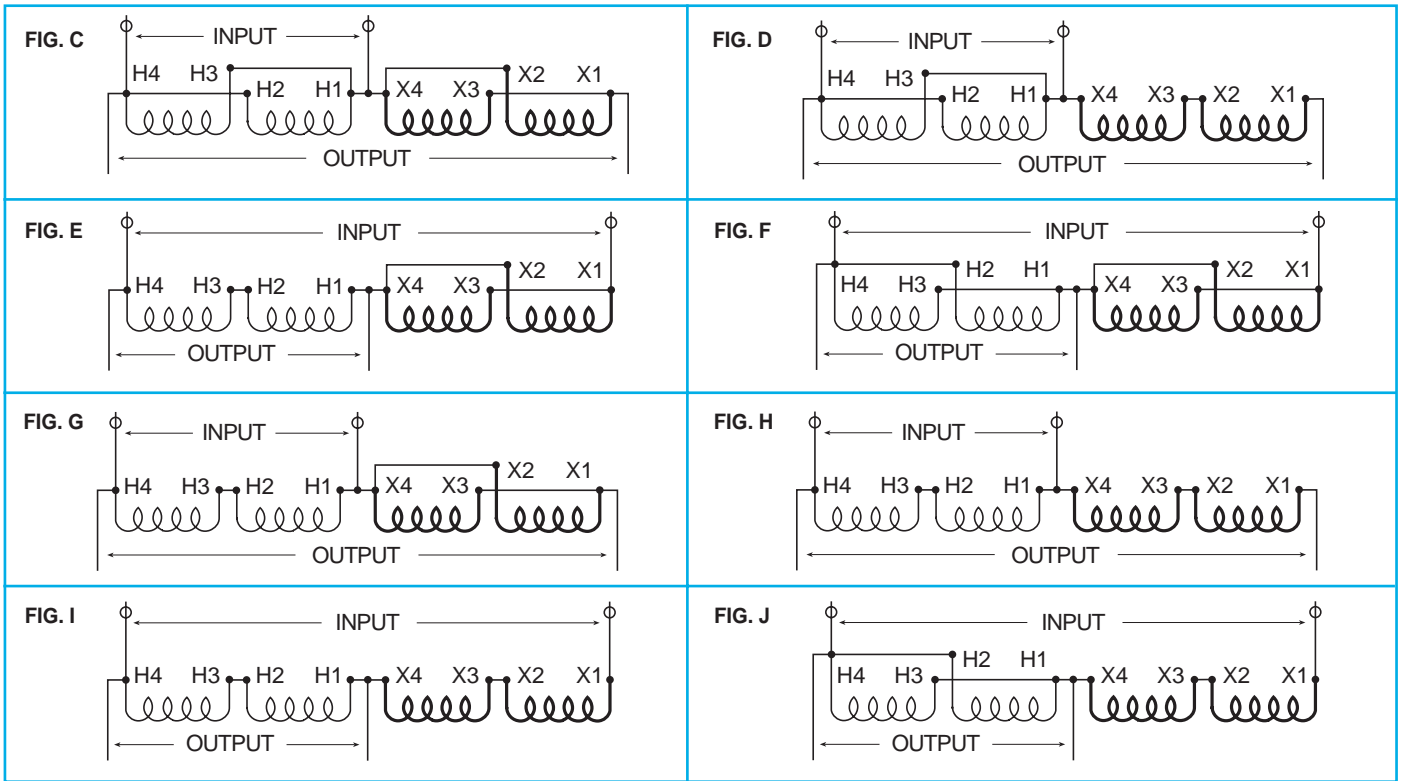 FIG. C
INPUT
H4 H3 H2 H1 X4 X3 X2 X1
OUTPUT
FIG. D
INPUT
H4 H3 H2 H1 X4 X3 X2 X1
OUTPUT
FIG. E
INPUT
H4 H3 H2 H1 X4 X3 X2 X1
OUTPUT
FIG. F
INPUT
H4 H3 H2 H1 X4 X3 X2 X1
OUTPUT
FIG. G
INPUT
H4 H3 H2 H1 X4 X3 X2 X1
OUTPUT
FIG. H
INPUT
H4 H3 H2 H1 X4 X3 X2 X1
OUTPUT
FIG. I
INPUT
H4 H3 H2 H1 X4 X3 X2 X1
OUTPUT
FIG. J
INPUT
H4 H3 H2 H1 X4 X3 X2 X1
OUTPUT